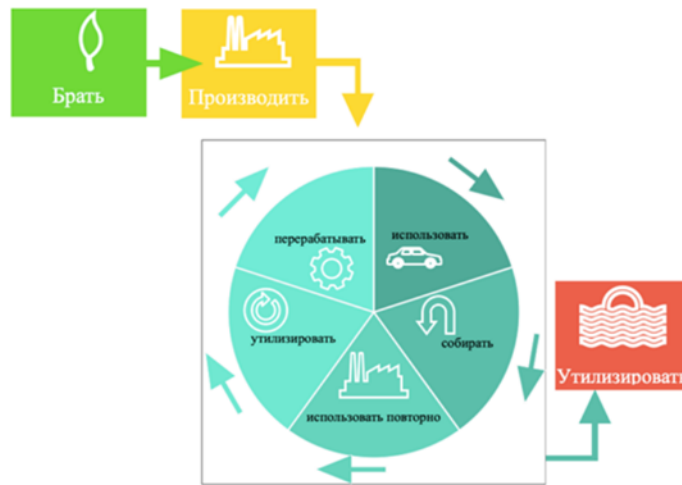 Брать
Производить
перерабатывать
использовать
утилизировать
собирать
использовать повторно
Утилизировать